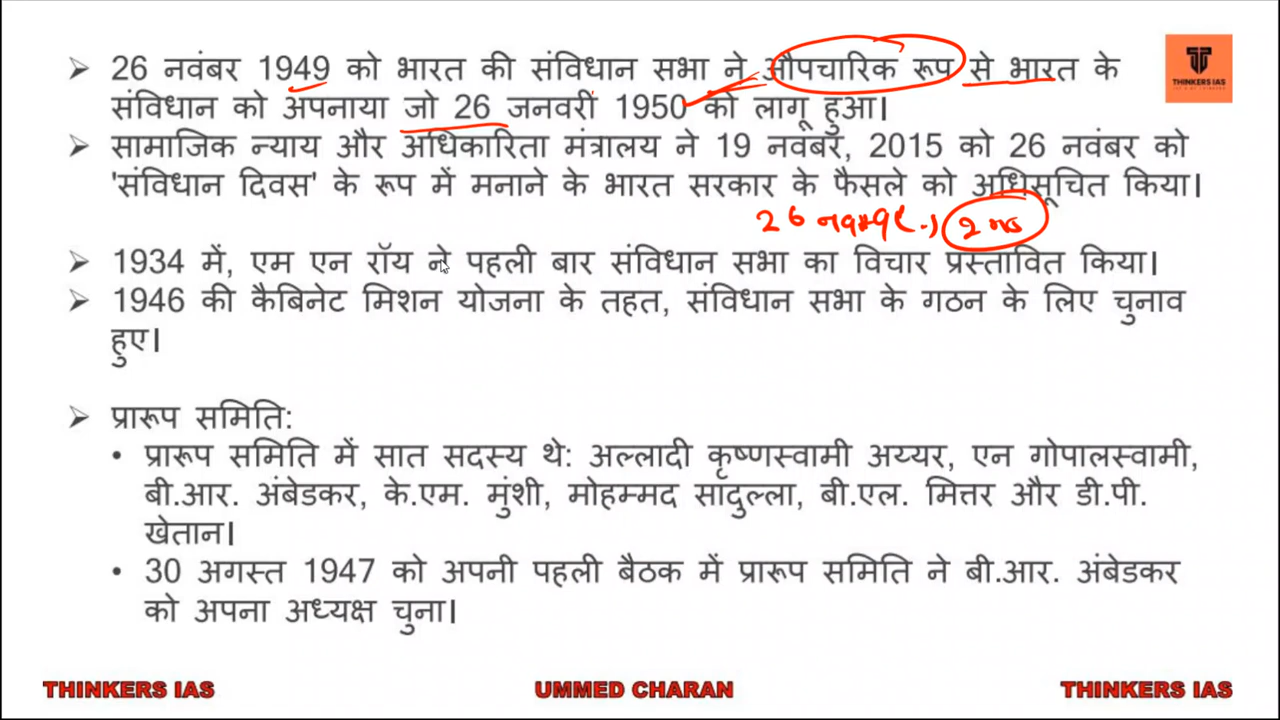 ➢ 26 नवंबर 1949 को भारत की संविधान सभा ने औपचारिक रूप से भारत के
संविधान को अपनाया जो 26 जनवरी 1950 को लागू हुआ।
THINKERS IAS
➢ सामाजिक न्याय और अधिकारिता मंत्रालय ने 19 नवंबर, 2015 को 26 नवंबर को
'संविधान दिवस' के रूप में मनाने के भारत सरकार के फैसले को अधिसूचित किया।
26
➢ 1934 में, एम एन रॉय ने पहली बार संविधान सभा का विचार प्रस्तावित किया।
➢ 1946 की कैबिनेट मिशन योजना के तहत, संविधान सभा के गठन के लिए चुनाव
हुए।
➢ प्रारूप समिति:
• प्रारूप समिति में सात सदस्य थे: अल्लादी कृष्णस्वामी अय्यर, एन गोपालस्वामी,
बी.आर. अंबेडकर, के.एम. मुंशी, मोहम्मद सादुल्ला, बी.एल. मित्तर और डी.पी.
खेतान।
• 30 अगस्त 1947 को अपनी पहली बैठक में प्रारूप समिति ने बी.आर. अंबेडकर
को अपना अध्यक्ष चुना।
THINKERS IAS UMMED CHARAN THINKERS IAS